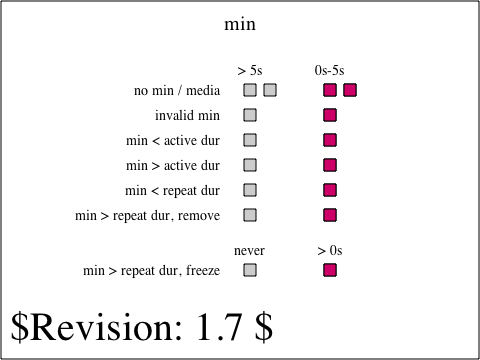 min
> 5s 0s-5s
no min / media
invalid min
min < active dur
min > active dur
min < repeat dur
min > repeat dur, remove
never > 0s
min > repeat dur, freeze
$Revision: 1.7 $